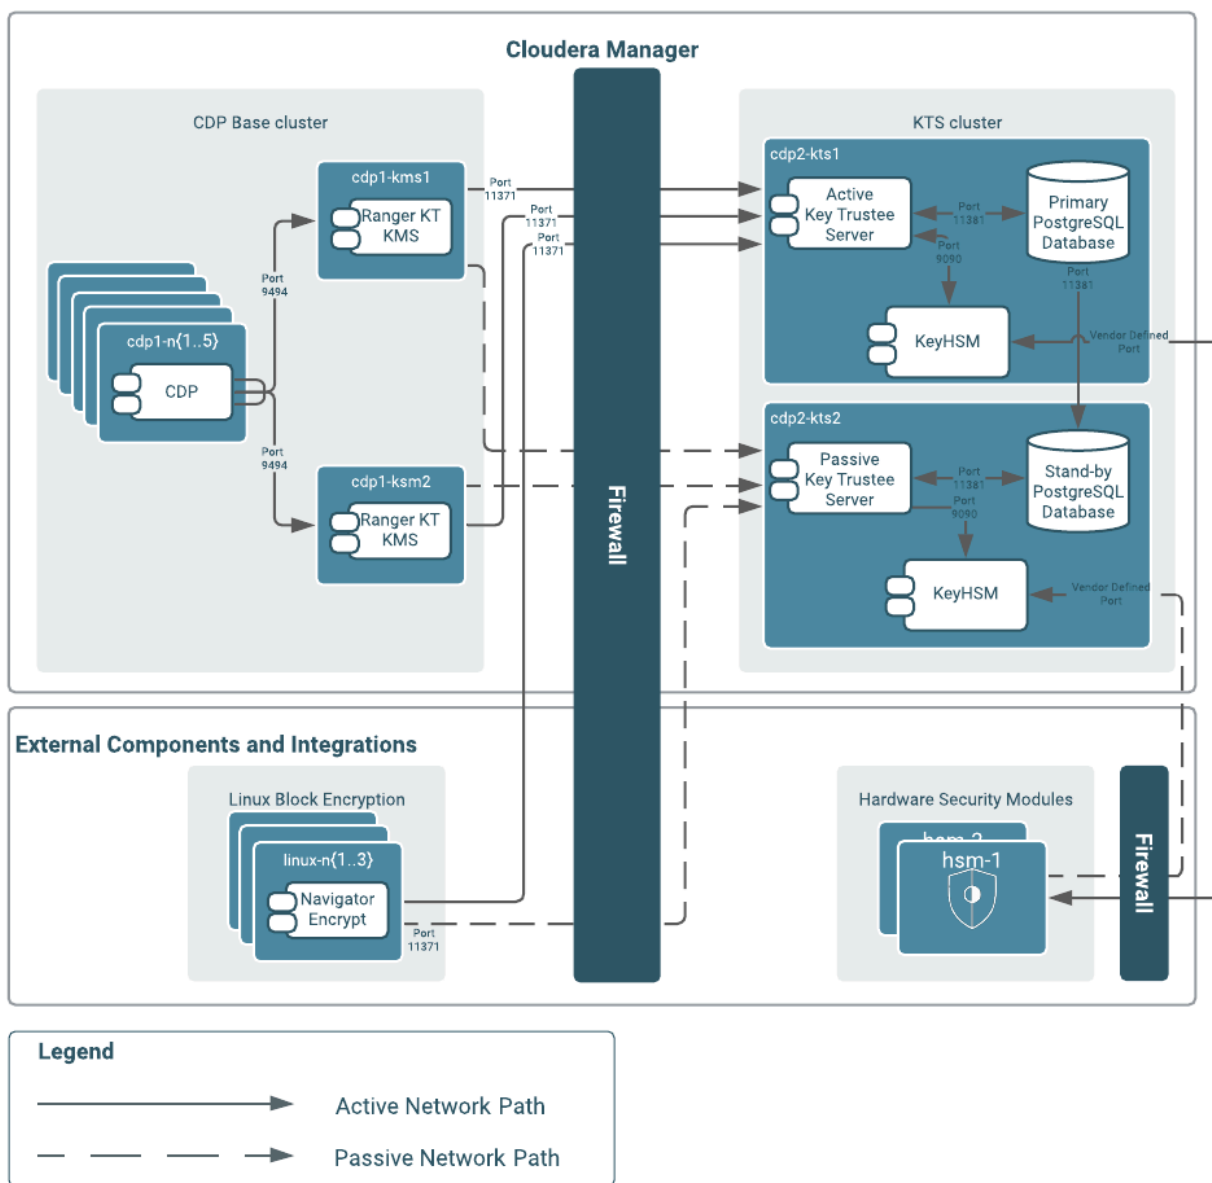 Cloudera Manager
CDP Base cluster
KTS cluster
cdp1-kms1
Ranger KT
KMS
Port
11371
Port
11371
Port
11371
Port
9494
cdp1-n{1..5}
CDP
Port
9494
cdp1-ksm2
Ranger KT
KMS
Firewall
cdp2-kts1
Active
Key Trustee
Server
Port
11381
Primary
PostgreSQL
Database
Port
9090
Port
11381
KeyHSM
Vendor Defined
Port
cdp2-kts2
Passive
Key Trustee
Server
Port
11381
Stand-by
PostgreSQL
Database
Port
9090
KeyHSM
Vendor Defined
Port
External Components and Integrations
Linux Block Encryption
linux-n{1..3}
Navigator
Encrypt
Port
11371
Hardware Security Modules
hsm-2
hsm-1
Firewall
Legend
Active Network Path
Passive Network Path